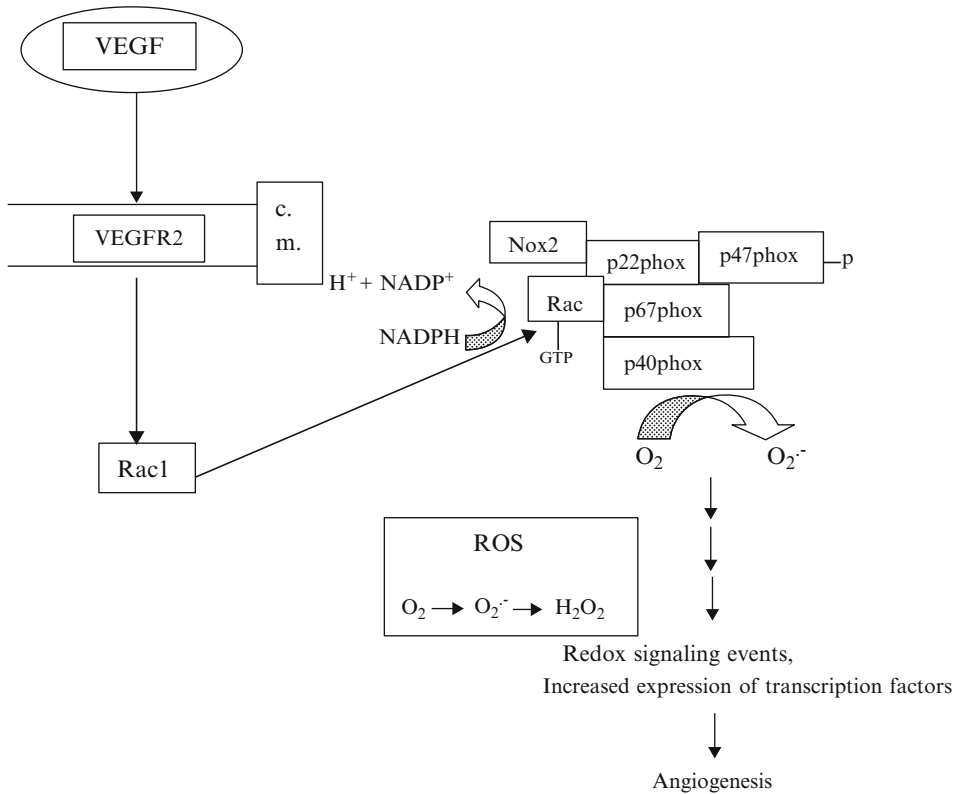 VEGF
c.
m.
VEGFR2
Nox2
p22phox
p47phox
p
H⁺ + NADP⁺
Rac
p67phox
NADPH
GTP
p40phox
Rac1
O₂
O₂·⁻
ROS
O₂ → O₂·⁻ → H₂O₂
Redox signaling events,
Increased expression of transcription factors
Angiogenesis